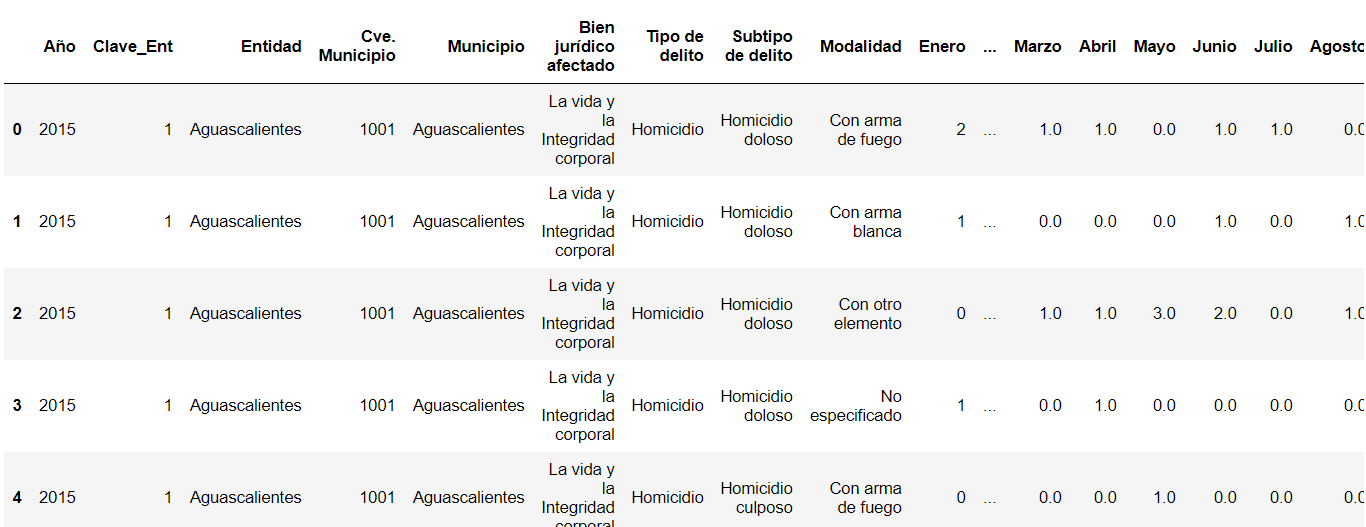 Año Clave_Ent Entidad Cve. Municipio Municipio Bien jurídico afectado Tipo de delito Subtipo de delito Modalidad Enero ... Marzo Abril Mayo Junio Julio Agosto
0 2015 1 Aguascalientes 1001 Aguascalientes La vida y la Integridad corporal Homicidio Homicidio doloso Con arma de fuego 2 ... 1.0 1.0 0.0 1.0 1.0 0.0
1 2015 1 Aguascalientes 1001 Aguascalientes La vida y la Integridad corporal Homicidio Homicidio doloso Con arma blanca 1 ... 0.0 0.0 0.0 1.0 0.0 1.0
2 2015 1 Aguascalientes 1001 Aguascalientes La vida y la Integridad corporal Homicidio Homicidio doloso Con otro elemento 0 ... 1.0 1.0 3.0 2.0 0.0 1.0
3 2015 1 Aguascalientes 1001 Aguascalientes La vida y la Integridad corporal Homicidio Homicidio doloso No especificado 1 ... 0.0 1.0 0.0 0.0 0.0 0.0
4 2015 1 Aguascalientes 1001 Aguascalientes La vida y la Integridad corporal Homicidio Homicidio culposo Con arma de fuego 0 ... 0.0 0.0 1.0 0.0 0.0 0.0